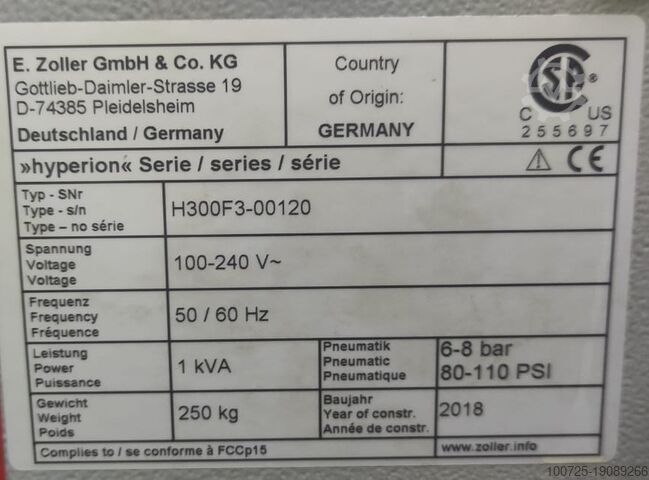 E. Zoller GmbH & Co. KG
Gottlieb-Daimler-Strasse 19
D-74385 Pleidelsheim
Deutschland / Germany
Country
of Origin:
GERMANY
CSA®
C US
255697
»hyperion« Serie / series / série
CE
Typ - SNr
Type - s/n
Type – no série
H300F3-00120
Spannung
Voltage
Voltage
100-240 V~
Frequenz
Frequency
Fréquence
50 / 60 Hz
Leistung
Power
Puissance
1 kVA
Pneumatik
Pneumatic
Pneumatique
6-8 bar
80-110 PSI
Gewicht
Weight
Poids
250 kg
Baujahr
Year of constr.
Année de constr.
2018
Complies to / se conforme à FCCp15
www.zoller.info
100725-19089266